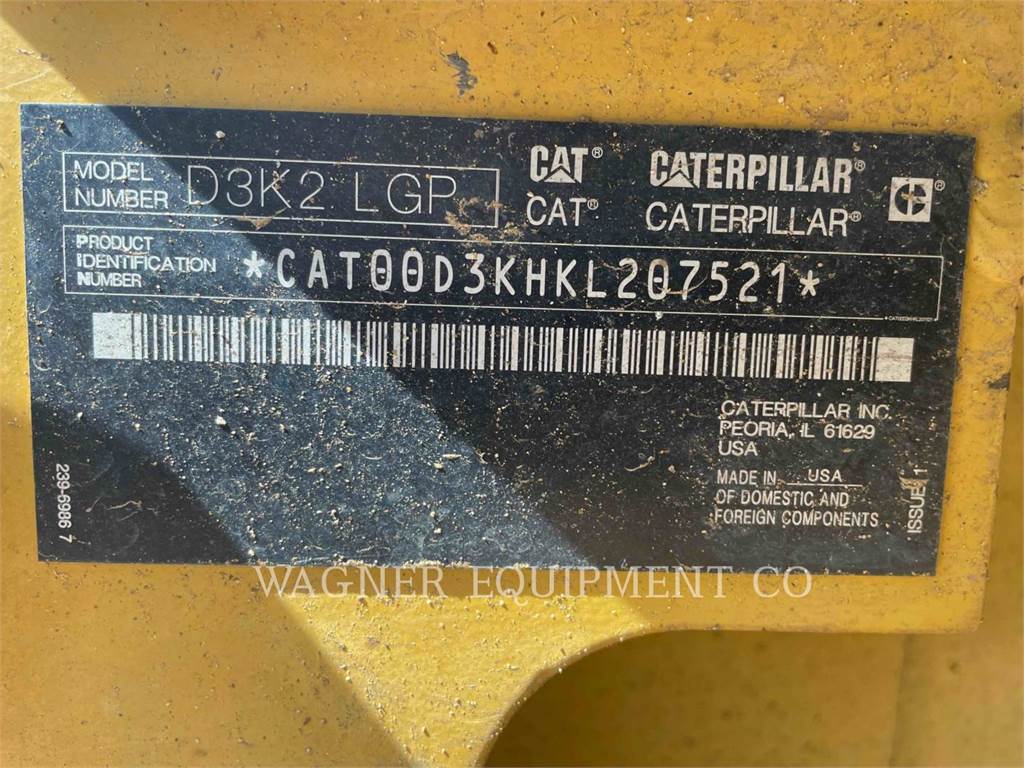 MODEL
NUMBER
D3K2 LGP
CAT®
CATERPILLAR®
CAT®
CATERPILLAR®
PRODUCT
IDENTIFICATION
NUMBER
*CAT00D3KHKL207521*
CATERPILLAR INC.
PEORIA, IL 61629
USA
MADE IN USA
OF DOMESTIC AND
FOREIGN COMPONENTS
ISSUE 1
239-6986 7
WAGNER EQUIPMENT CO